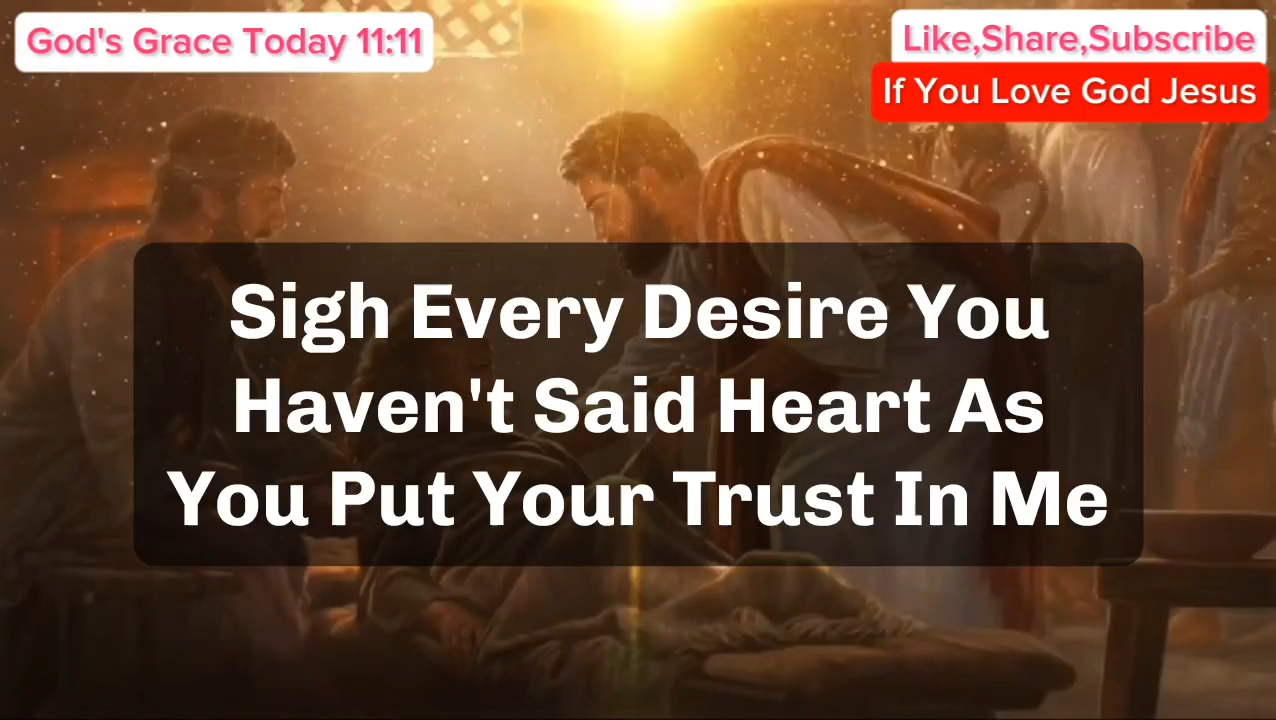 God's Grace Today 11:11
Like,Share,Subscribe
If You Love God Jesus
Sigh Every Desire You
Haven't Said Heart As
You Put Your Trust In Me